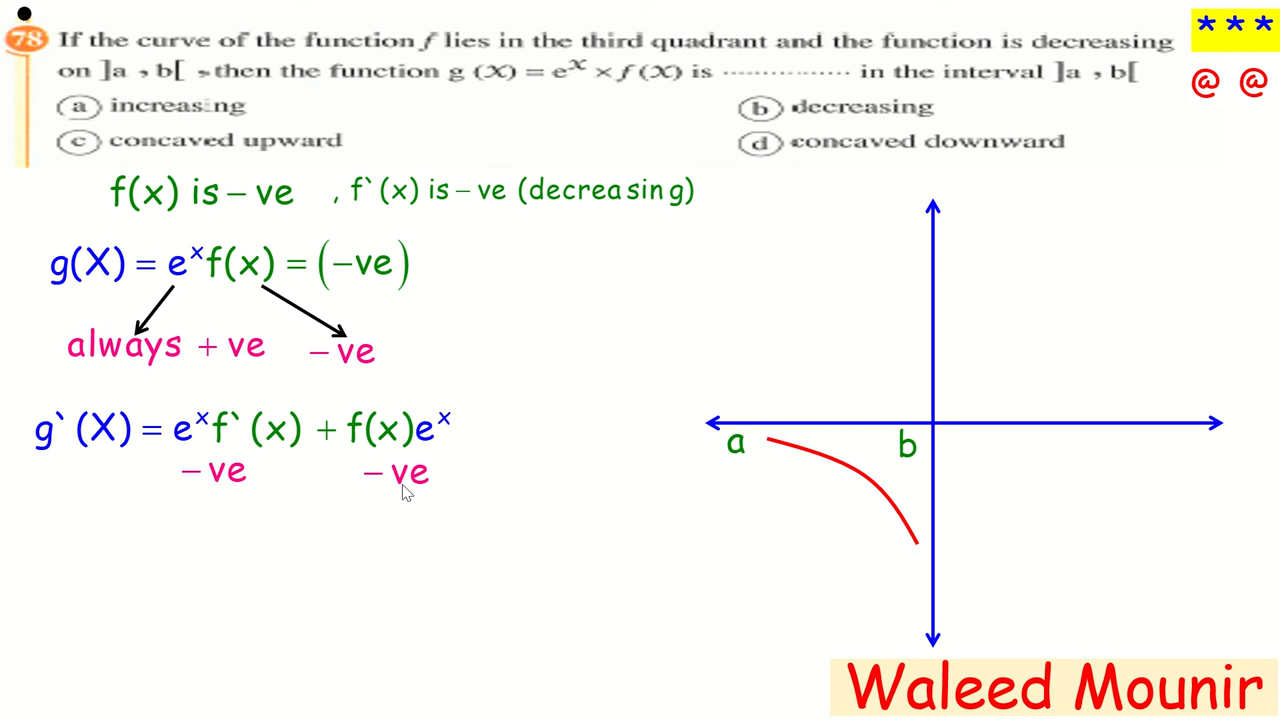 * * *
78 If the curve of the function f lies in the third quadrant and the function is decreasing
on ]a , b[ , then the function g (X) = e^x × f (X) is ................ in the interval ]a , b[
@ @
a increasing
b decreasing
c concaved upward
d concaved downward
f(x) is – ve , f`(x) is – ve (decreasing)
g(X) = e^x f(x) = (–ve)
always + ve – ve
g`(X) = e^x f`(x) + f(x)e^x
– ve – ve
a b
Waleed Mounir